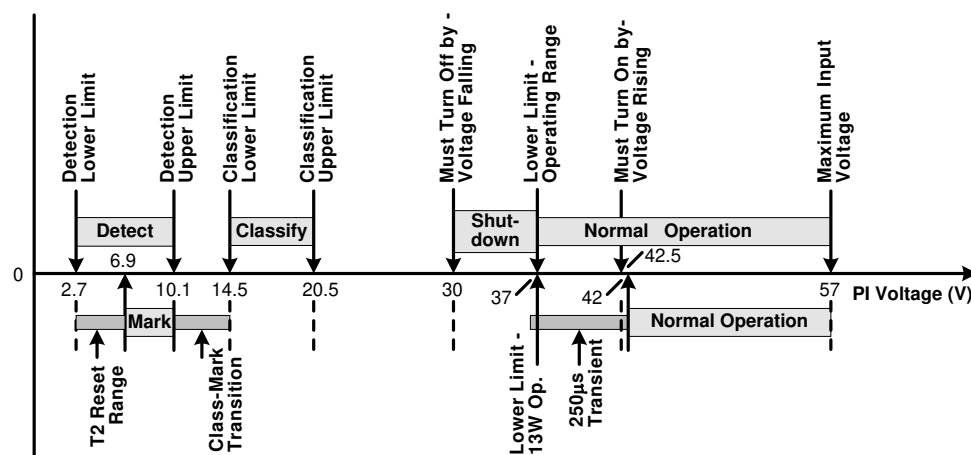 Detection
Lower Limit
Detection
Upper Limit
Classification
Lower Limit
Classification
Upper Limit
Must Turn Off by -
Voltage Falling
Lower Limit -
Operating Range
Must Turn On by-
Voltage Rising
Maximum Input
Voltage
Detect
Classify
Shut-
down
Normal Operation
6.9
42.5
0
2.7
10.1
14.5
20.5
30
37
42
57
PI Voltage (V)
Mark
Normal Operation
T2 Reset
Range
Class-Mark
Transition
Lower Limit -
13W Op.
250μs
Transient